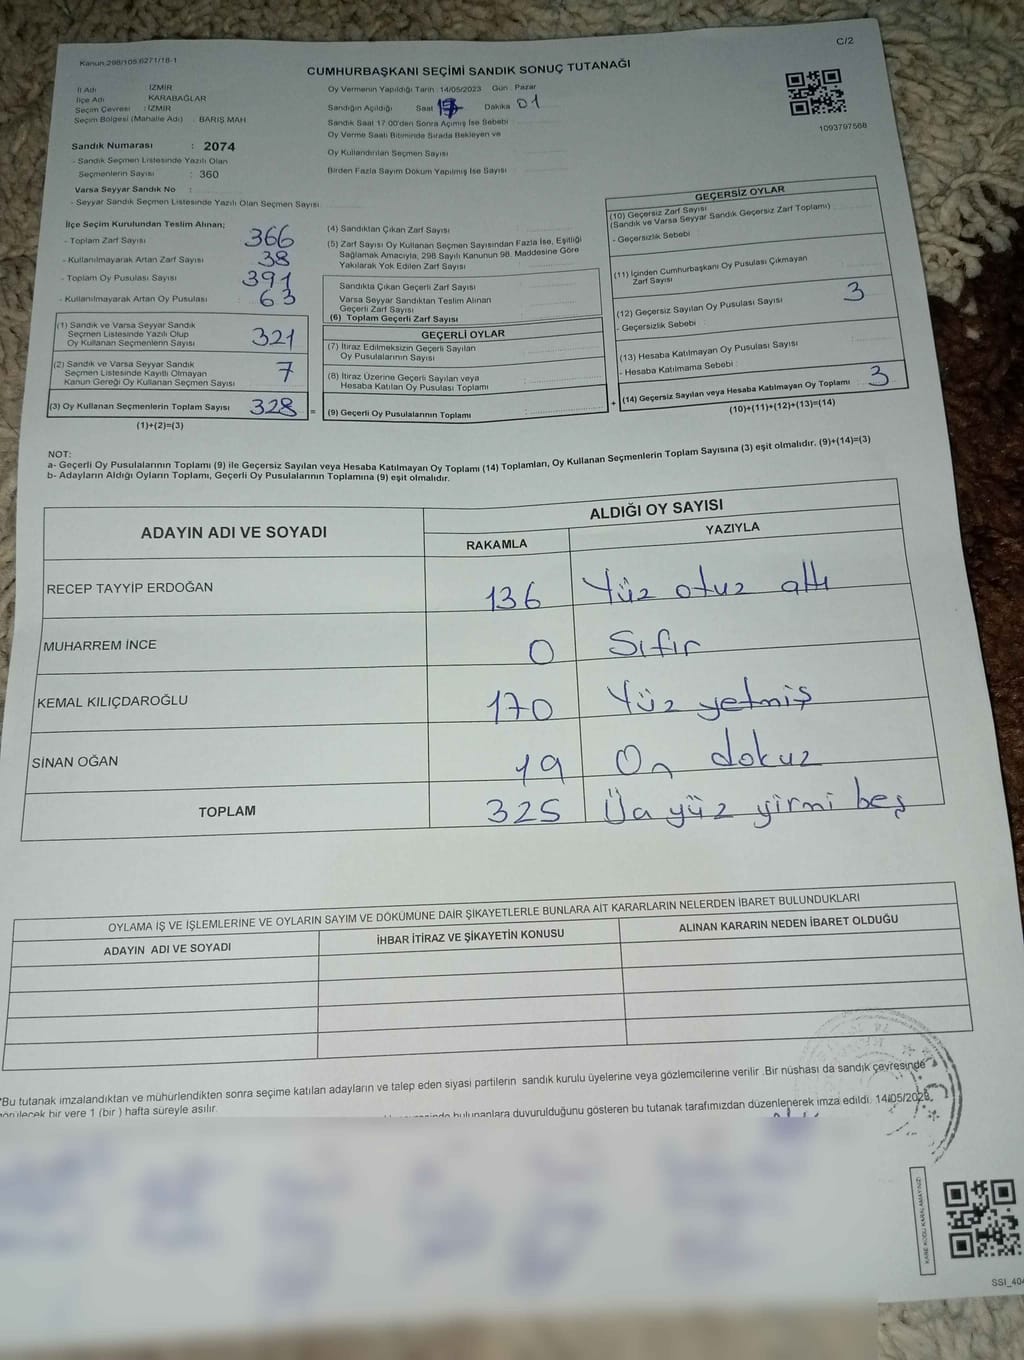 Kanun 298/105.6271/18-1
C/2
CUMHURBAŞKANI SEÇİMİ SANDIK SONUÇ TUTANAĞI
İl Adı : İZMİR
İlçe Adı : KARABAĞLAR
Seçim Çevresi : İZMİR
Seçim Bölgesi (Mahalle Adı) : BARIŞ MAH.
Oy Vermenin Yapıldığı Tarih : 14/05/2023 Gün : Pazar
Sandığın Açıldığı Saat 17 Dakika 01
Sandık Saat 17:00'den Sonra Açılmış İse Sebebi :
Oy Verme Saati Bitiminde Sırada Bekleyen ve
Oy Kullandırılan Seçmen Sayısı
Birden Fazla Sayım Döküm Yapılmış İse Sayısı
1093797568
Sandık Numarası : 2074
- Sandık Seçmen Listesinde Yazılı Olan
Seçmenlerin Sayısı : 360
Varsa Seyyar Sandık No :
- Seyyar Sandık Seçmen Listesinde Yazılı Olan Seçmen Sayısı
İlçe Seçim Kurulundan Teslim Alınan;
- Toplam Zarf Sayısı 366
- Kullanılmayarak Artan Zarf Sayısı 38
- Toplam Oy Pusulası Sayısı 391
- Kullanılmayarak Artan Oy Pusulası 63
(1) Sandık ve Varsa Seyyar Sandık
Seçmen Listesinde Yazılı Olup
Oy Kullanan Seçmenlerin Sayısı 321
(2) Sandık ve Varsa Seyyar Sandık
Seçmen Listesinde Kayıtlı Olmayan
Kanun Gereği Oy Kullanan Seçmen Sayısı 7
(3) Oy Kullanan Seçmenlerin Toplam Sayısı 328
(1)+(2)=(3)
(4) Sandıktan Çıkan Zarf Sayısı
(5) Zarf Sayısı Oy Kullanan Seçmen Sayısından Fazla İse, Eşitliği
Sağlamak Amacıyla, 298 Sayılı Kanunun 98. Maddesine Göre
Yakılarak Yok Edilen Zarf Sayısı
Sandıkta Çıkan Geçerli Zarf Sayısı
Varsa Seyyar Sandıktan Teslim Alınan
Geçerli Zarf Sayısı
(6) Toplam Geçerli Zarf Sayısı
GEÇERLİ OYLAR
(7) İtiraz Edilmeksizin Geçerli Sayılan
Oy Pusulalarının Sayısı
(8) İtiraz Üzerine Geçerli Sayılan veya
Hesaba Katılan Oy Pusulası Toplamı
= (9) Geçerli Oy Pusulalarının Toplamı :
GEÇERSİZ OYLAR
(10) Geçersiz Zarf Sayısı
(Sandık ve Varsa Seyyar Sandık Geçersiz Zarf Toplamı)
- Geçersizlik Sebebi :
(11) İçinden Cumhurbaşkanı Oy Pusulası Çıkmayan
Zarf Sayısı
(12) Geçersiz Sayılan Oy Pusulası Sayısı 3
- Geçersizlik Sebebi :
(13) Hesaba Katılmayan Oy Pusulası Sayısı
- Hesaba Katılmama Sebebi :
+ (14) Geçersiz Sayılan veya Hesaba Katılmayan Oy Toplamı : 3
(10)+(11)+(12)+(13)=(14)
NOT:
a- Geçerli Oy Pusulalarının Toplamı (9) ile Geçersiz Sayılan veya Hesaba Katılmayan Oy Toplamı (14) Toplamları, Oy Kullanan Seçmenlerin Toplam Sayısına (3) eşit olmalıdır. (9)+(14)=(3)
b- Adayların Aldığı Oyların Toplamı, Geçerli Oy Pusulalarının Toplamına (9) eşit olmalıdır.
ADAYIN ADI VE SOYADI ALDIĞI OY SAYISI
RAKAMLA YAZIYLA
RECEP TAYYİP ERDOĞAN 136 Yüz otuz altı
MUHARREM İNCE 0 Sıfır
KEMAL KILIÇDAROĞLU 170 Yüz yetmiş
SİNAN OĞAN 19 On dokuz
TOPLAM 325 Üç yüz yirmi beş
OYLAMA İŞ VE İŞLEMLERİNE VE OYLARIN SAYIM VE DÖKÜMÜNE DAİR ŞİKAYETLERLE BUNLARA AİT KARARLARIN NELERDEN İBARET BULUNDUKLARI
ADAYIN ADI VE SOYADI İHBAR İTİRAZ VE ŞİKAYETİN KONUSU ALINAN KARARIN NEDEN İBARET OLDUĞU
*Bu tutanak imzalandıktan ve mühürlendikten sonra seçime katılan adayların ve talep eden siyasi partilerin sandık kurulu üyelerine veya gözlemcilerine verilir .Bir nüshası da sandık çevresinde
görülecek bir yere 1 (bir ) hafta süreyle asılır.
bulunanlara duyurulduğunu gösteren bu tutanak tarafımızdan düzenlenerek imza edildi. 14/05/2023
KARE KODU KARALAMAYINIZ!
SSI_404